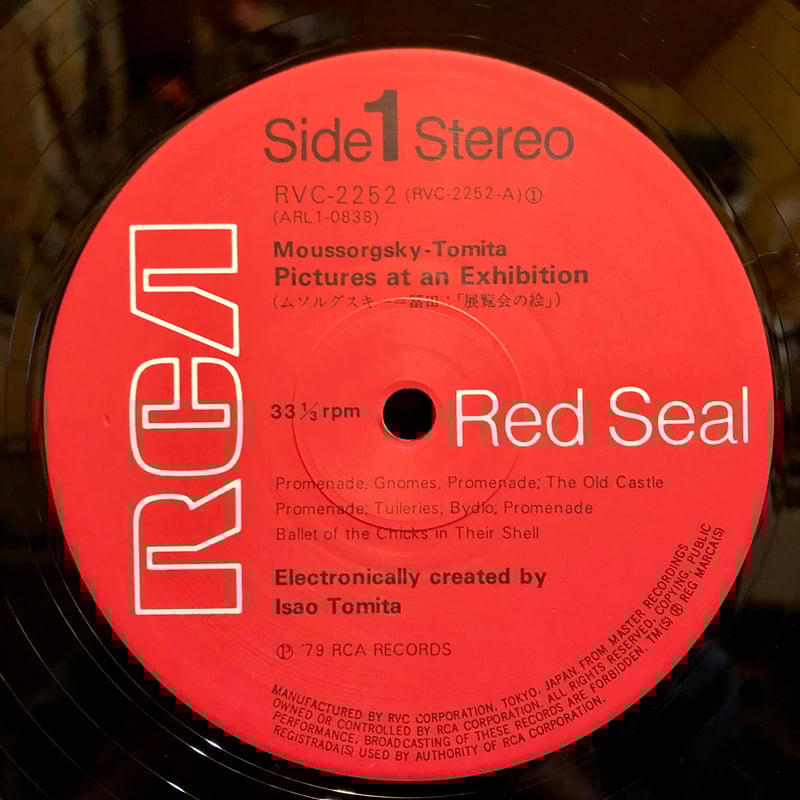 Side 1 Stereo
RVC-2252 (RVC-2252-A) ①
(ARL1-0838)
Moussorgsky-Tomita
Pictures at an Exhibition
(ムソルグスキー=冨田:「展覧会の絵」)
RCA
33 1/3 rpm
Red Seal
Promenade, Gnomes, Promenade; The Old Castle
Promenade; Tuileries; Bydlo; Promenade
Ballet of the Chicks in Their Shell
Electronically created by
Isao Tomita
℗ '79 RCA RECORDS
MANUFACTURED BY RVC CORPORATION, TOKYO, JAPAN. FROM MASTER RECORDINGS
OWNED OR CONTROLLED BY RCA CORPORATION. ALL RIGHTS RESERVED. COPYING, PUBLIC
PERFORMANCE, BROADCASTING OF THESE RECORDS ARE FORBIDDEN. TM(S) ® REG MARCA(S)
REGISTRADA(S) USED BY AUTHORITY OF RCA CORPORATION.